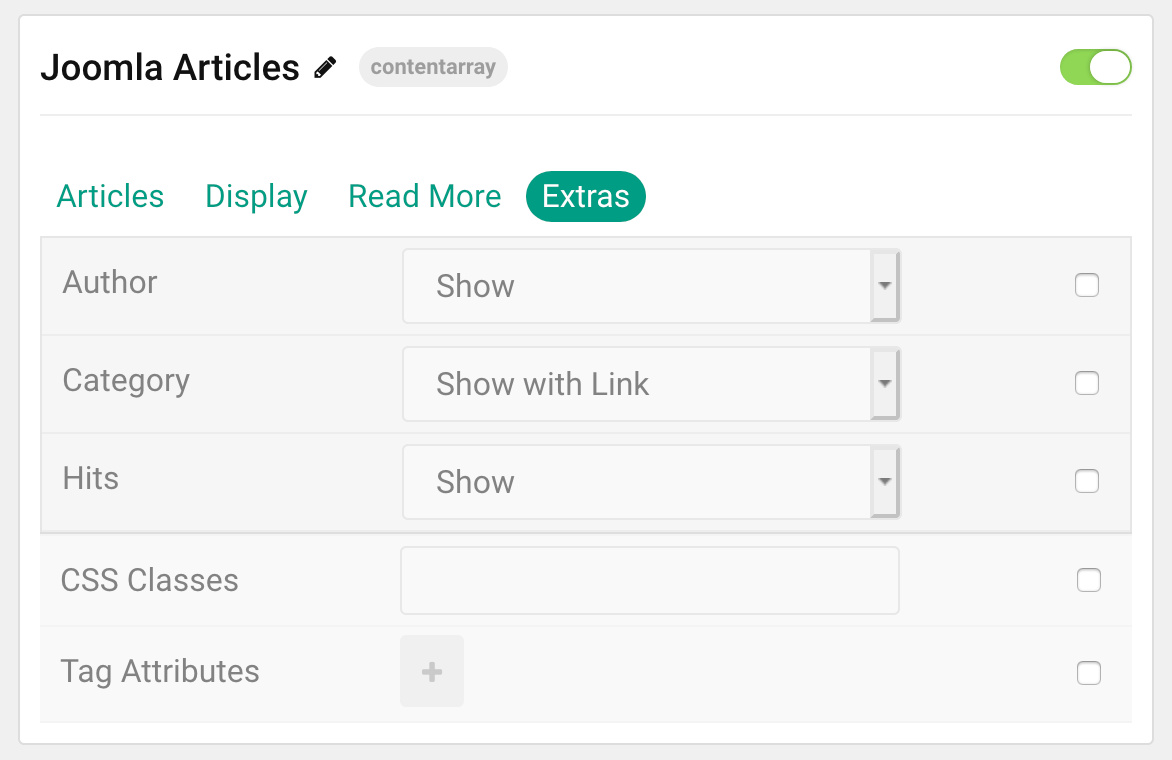 Joomla Articles contentarray
Articles Display Read More Extras
Author Show
Category Show with Link
Hits Show
CSS Classes
Tag Attributes